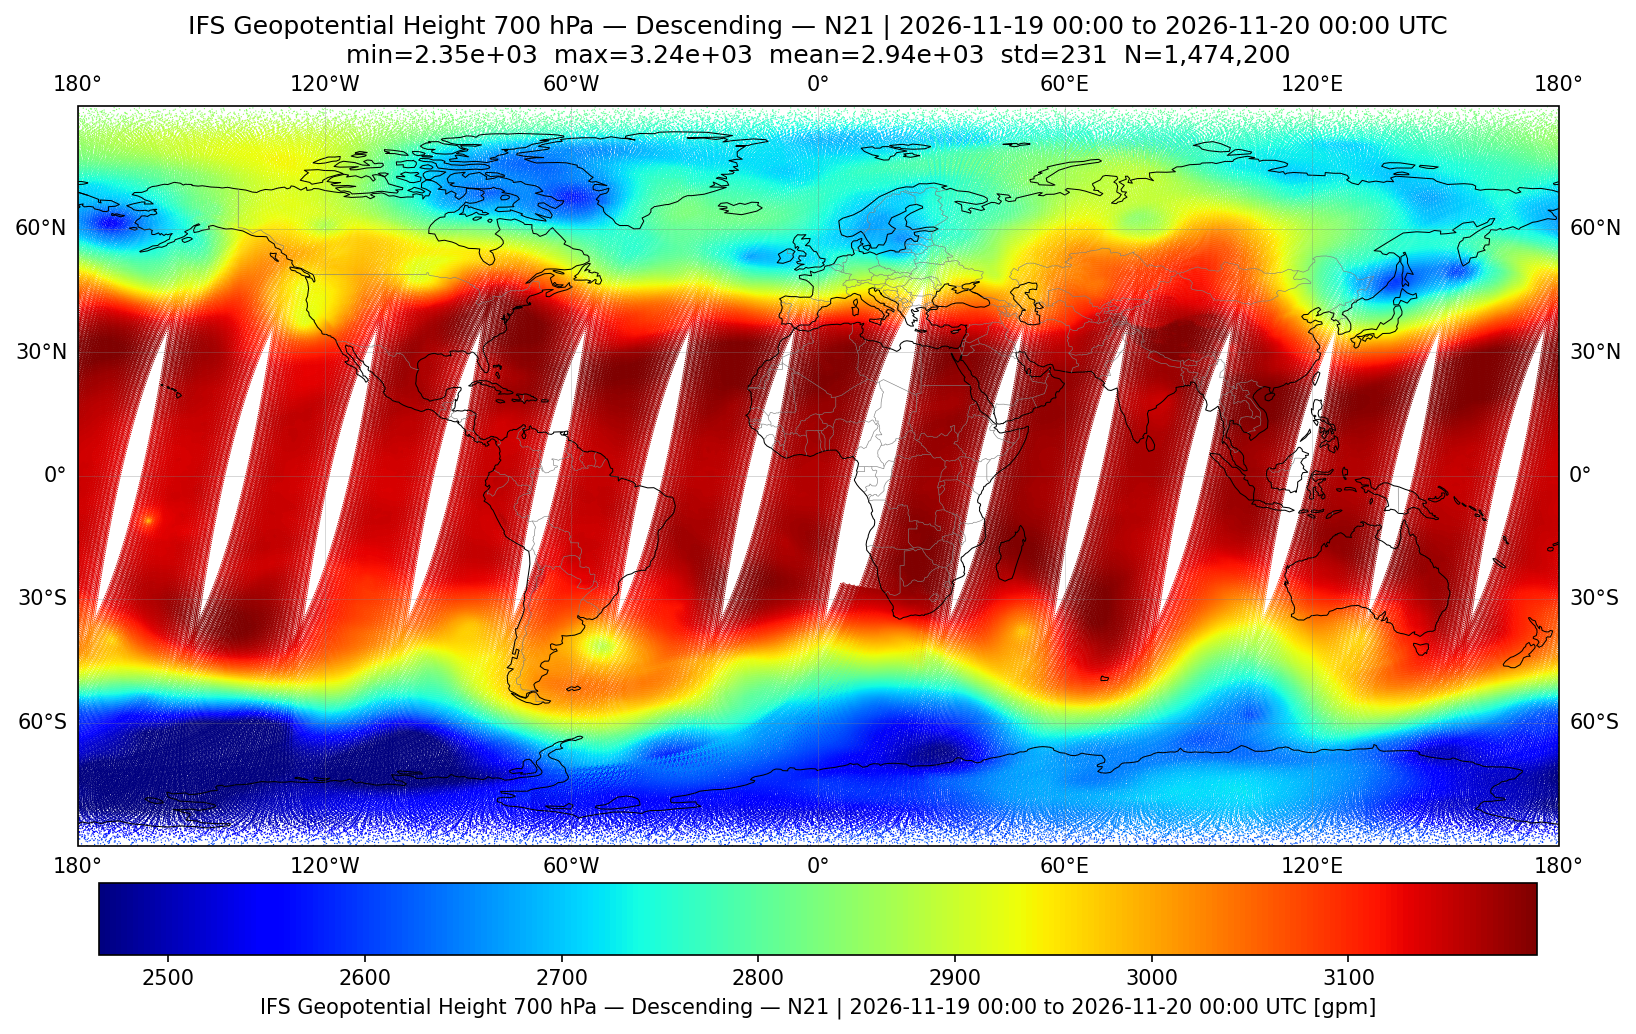 IFS Geopotential Height 700 hPa — Descending — N21 | 2026-11-19 00:00 to 2026-11-20 00:00 UTC
min=2.35e+03  max=3.24e+03  mean=2.94e+03  std=231  N=1,474,200
180° 120°W 60°W 0° 60°E 120°E 180°
60°N 60°N
30°N 30°N
0° 0°
30°S 30°S
60°S 60°S
180° 120°W 60°W 0° 60°E 120°E 180°
2500 2600 2700 2800 2900 3000 3100
IFS Geopotential Height 700 hPa — Descending — N21 | 2026-11-19 00:00 to 2026-11-20 00:00 UTC [gpm]